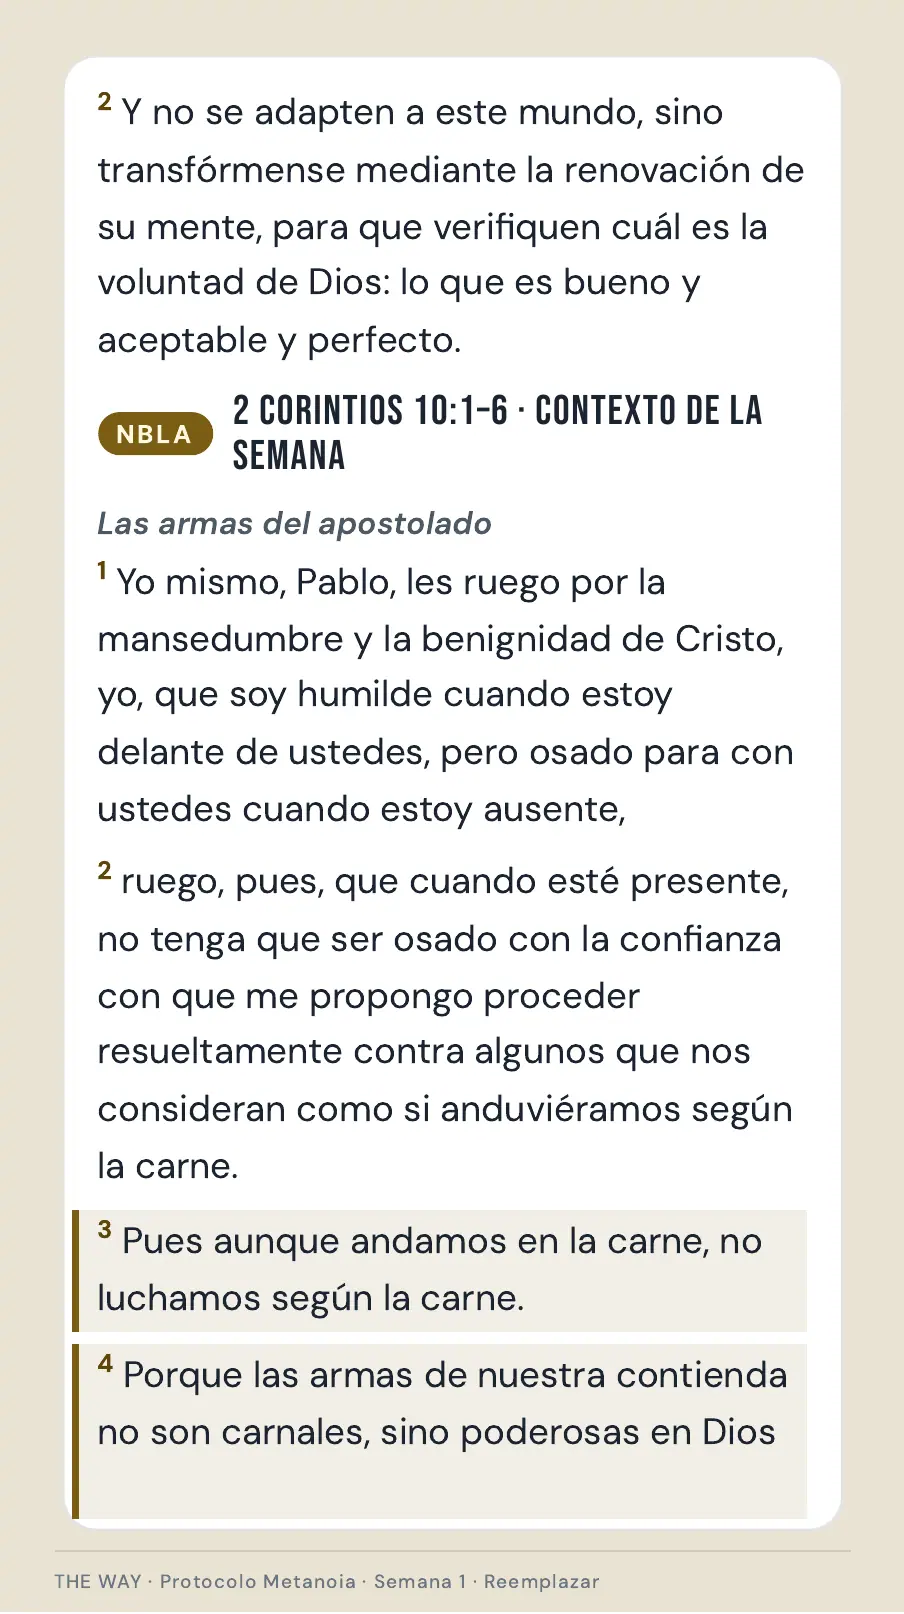 2 Y no se adapten a este mundo, sino
transfórmense mediante la renovación de
su mente, para que verifiquen cuál es la
voluntad de Dios: lo que es bueno y
aceptable y perfecto.
NBLA
2 CORINTIOS 10:1–6 · CONTEXTO DE LA
SEMANA
Las armas del apostolado
1 Yo mismo, Pablo, les ruego por la
mansedumbre y la benignidad de Cristo,
yo, que soy humilde cuando estoy
delante de ustedes, pero osado para con
ustedes cuando estoy ausente,
2 ruego, pues, que cuando esté presente,
no tenga que ser osado con la confianza
con que me propongo proceder
resueltamente contra algunos que nos
consideran como si anduviéramos según
la carne.
3 Pues aunque andamos en la carne, no
luchamos según la carne.
4 Porque las armas de nuestra contienda
no son carnales, sino poderosas en Dios
THE WAY · Protocolo Metanoia · Semana 1 · Reemplazar